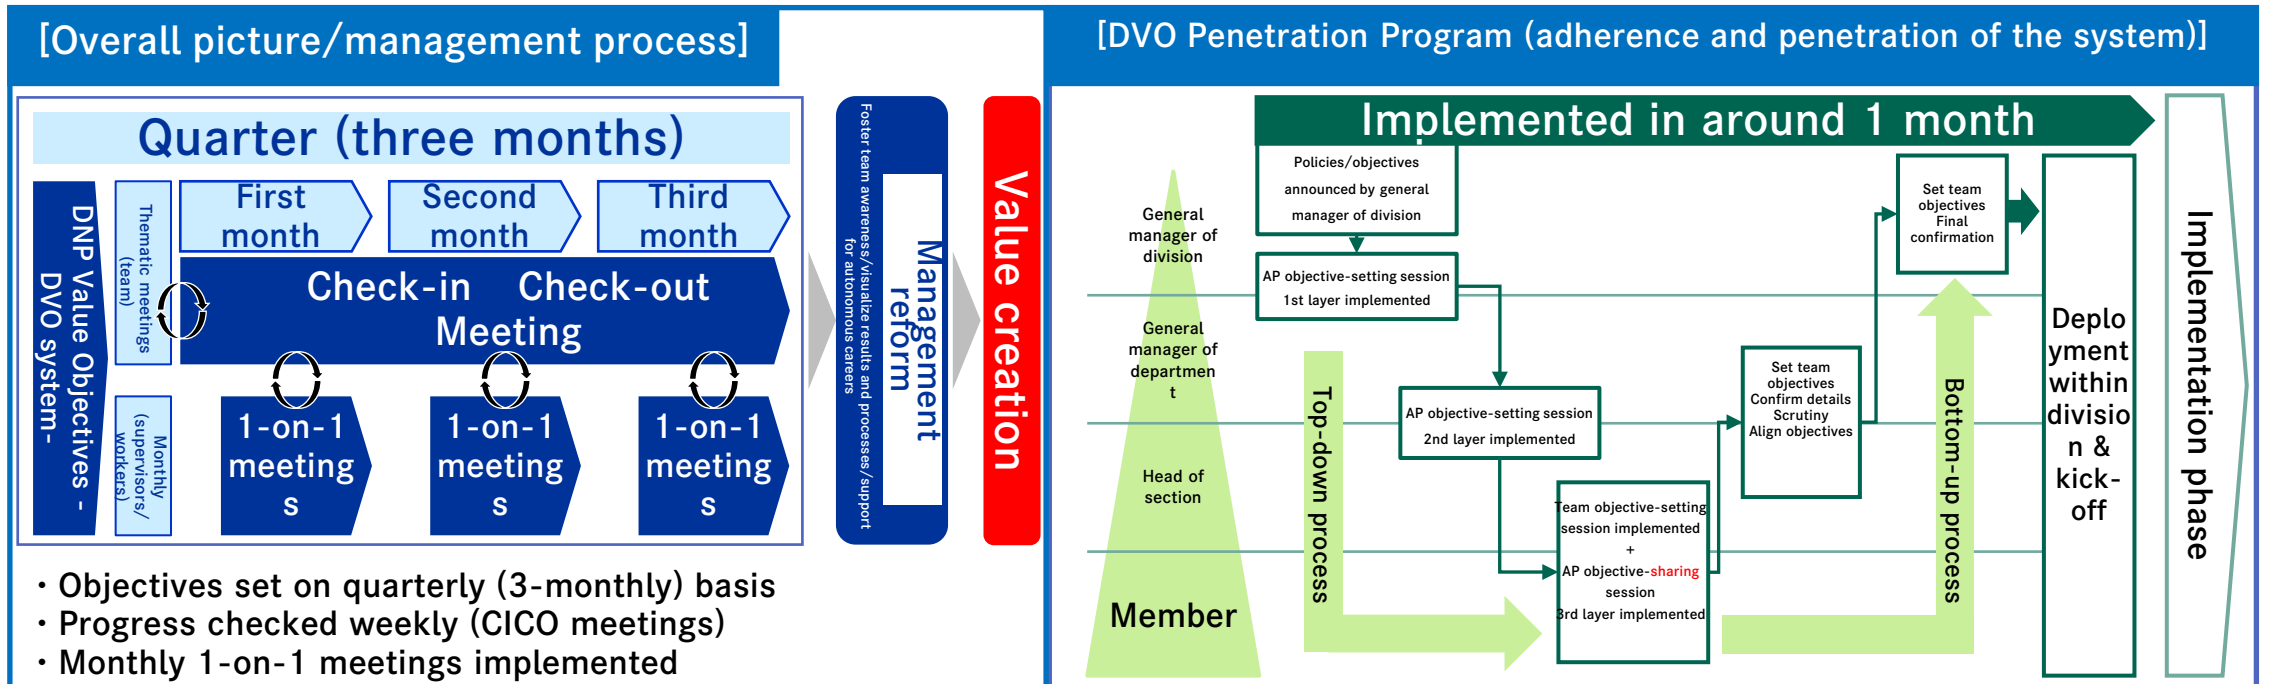 [Overall picture/management process]
Quarter (three months)
DNP Value Objectives -
DVO system-
Thematic meetings
(team)
First
month
Second
month
Third
month
Check-in Check-out
Meeting
Monthly
(supervisors/
workers)
1-on-1
meeting
s
1-on-1
meeting
s
1-on-1
meeting
s
Foster team awareness/visualize results and processes/support
for autonomous careers
Management
reform
Value creation
・Objectives set on quarterly (3-monthly) basis
・Progress checked weekly (CICO meetings)
・Monthly 1-on-1 meetings implemented
[DVO Penetration Program (adherence and penetration of the system)]
Implemented in around 1 month
General
manager of
division
General
manager of
departmen
t
Head of
section
Member
Policies/objectives
announced by general
manager of division
AP objective-setting session
1st layer implemented
Top-down process
AP objective-setting session
2nd layer implemented
Team objective-setting
session implemented
+
AP objective-sharing
session
3rd layer implemented
Set team
objectives
Confirm details
Scrutiny
Align objectives
Set team
objectives
Final
confirmation
Bottom-up process
Deplo
yment
within
divisio
n &
kick-
off
Implementation phase